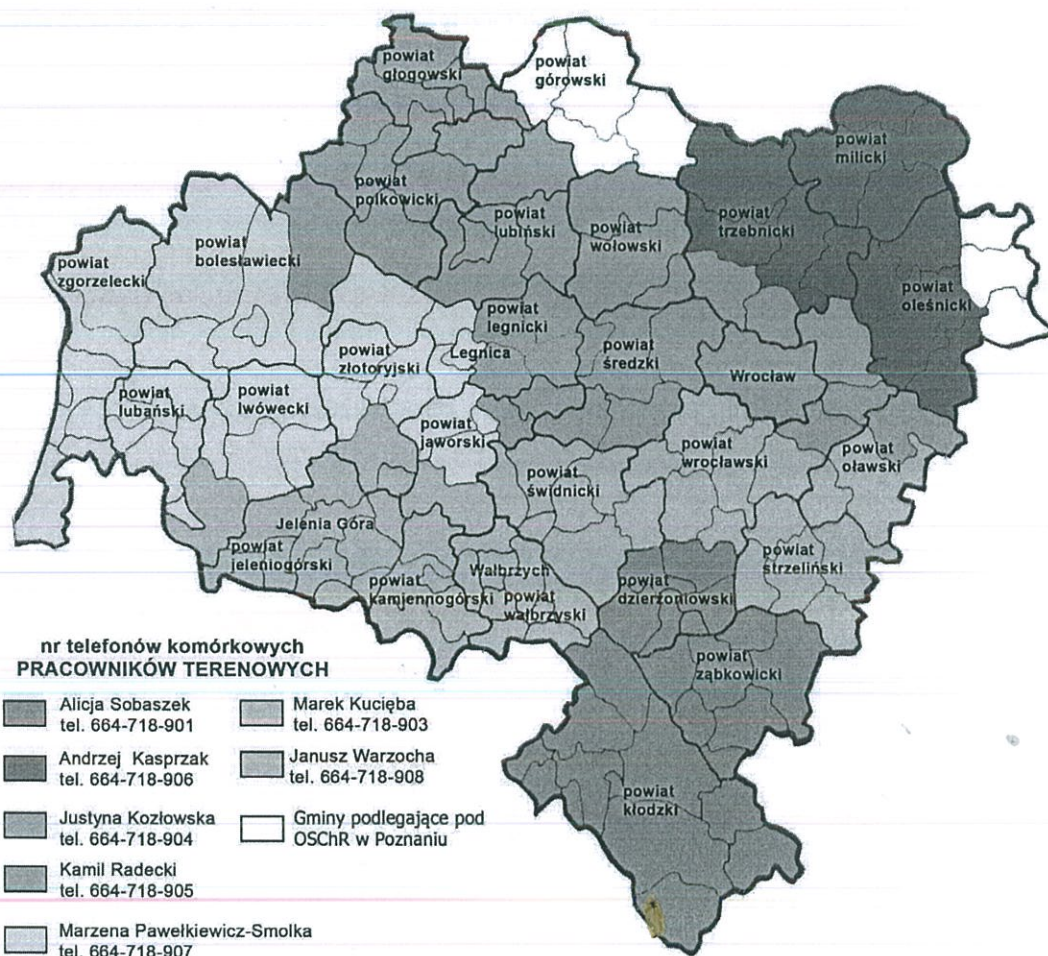 powiat
głogowski
powiat
górowski
powiat
milicki
powiat
polkowicki
powiat
lubiński
powiat
wołowski
powiat
trzebnicki
powiat
bolesławiecki
powiat
zgorzelecki
powiat
oleśnicki
powiat
legnicki
Legnica
powiat
złotoryjski
powiat
średzki
Wrocław
powiat
lubański
powiat
lwówecki
powiat
jaworski
powiat
wrocławski
powiat
oławski
powiat
świdnicki
Jelenia Góra
powiat
jeleniogórski
Wałbrzych
powiat
kamiennogórski
powiat
wałbrzyski
powiat
dzierżoniowski
powiat
strzeliński
powiat
ząbkowicki
powiat
kłodzki
nr telefonów komórkowych
PRACOWNIKÓW TERENOWYCH
Alicja Sobaszek
tel. 664-718-901
Andrzej Kasprzak
tel. 664-718-906
Justyna Kozłowska
tel. 664-718-904
Kamil Radecki
tel. 664-718-905
Marzena Pawełkiewicz-Smolka
tel. 664-718-907
Marek Kucięba
tel. 664-718-903
Janusz Warzocha
tel. 664-718-908
Gminy podlegające pod
OSChR w Poznaniu